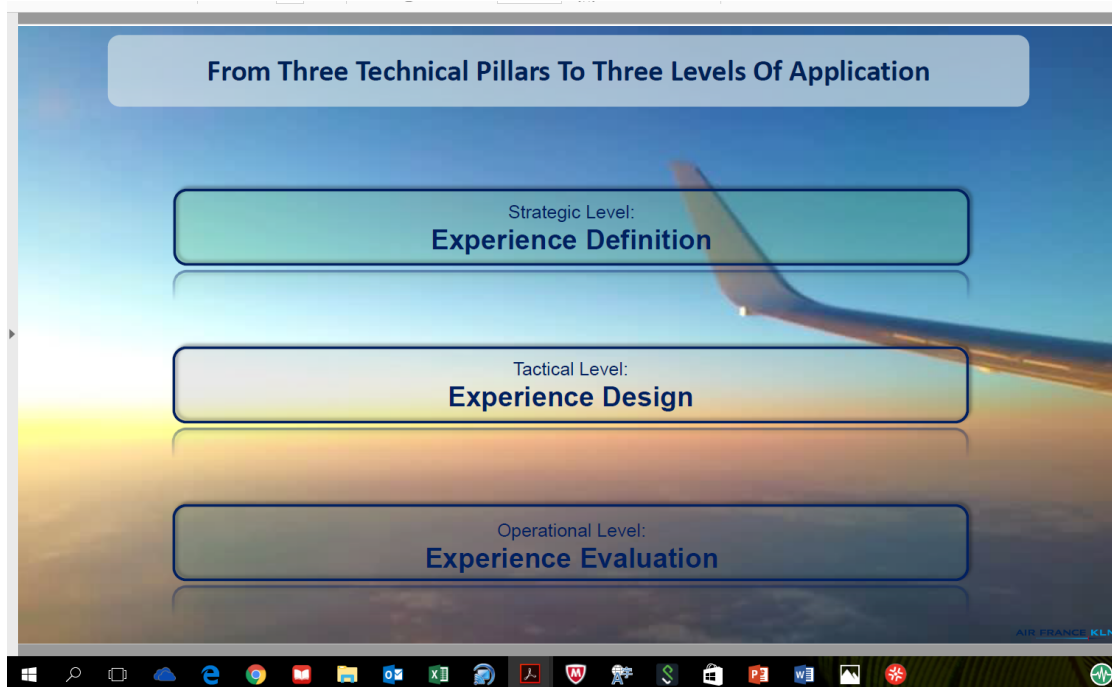 From Three Technical Pillars To Three Levels Of Application
Strategic Level:
Experience Definition
Tactical Level:
Experience Design
Operational Level:
Experience Evaluation
AIR FRANCE KLM